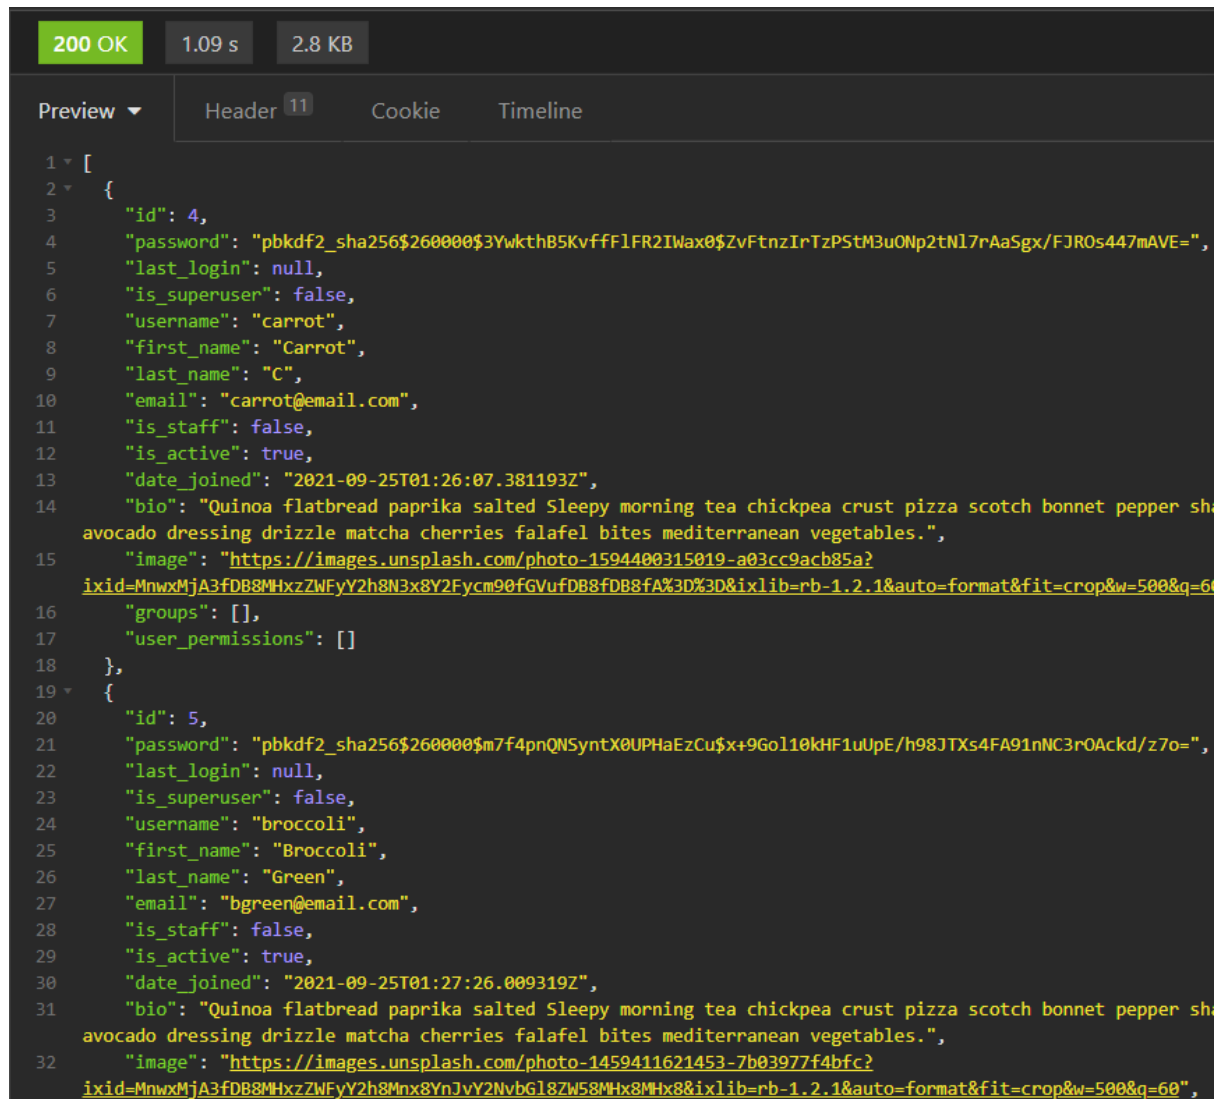 200 OK 1.09 s 2.8 KB
Preview Header 11 Cookie Timeline
1 [
2 {
3 "id": 4,
4 "password": "pbkdf2_sha256$260000$3YwkthB5KvffFlFR2IWax0$ZvFtnzIrTzPStM3uONp2tNl7rAaSgx/FJROs447mAVE=",
5 "last_login": null,
6 "is_superuser": false,
7 "username": "carrot",
8 "first_name": "Carrot",
9 "last_name": "C",
10 "email": "carrot@email.com",
11 "is_staff": false,
12 "is_active": true,
13 "date_joined": "2021-09-25T01:26:07.381193Z",
14 "bio": "Quinoa flatbread paprika salted Sleepy morning tea chickpea crust pizza scotch bonnet pepper sha
avocado dressing drizzle matcha cherries falafel bites mediterranean vegetables.",
15 "image": "https://images.unsplash.com/photo-1594400315019-a03cc9acb85a?
ixid=MnwxMjA3fDB8MHxzZWFyY2h8N3x8Y2Fycm90fGVufDB8fDB8fA%3D%3D&ixlib=rb-1.2.1&auto=format&fit=crop&w=500&q=60
16 "groups": [],
17 "user_permissions": []
18 },
19 {
20 "id": 5,
21 "password": "pbkdf2_sha256$260000$m7f4pnQNSyntX0UPHaEzCu$x+9Gol10kHF1uUpE/h98JTXs4FA91nNC3rOAckd/z7o=",
22 "last_login": null,
23 "is_superuser": false,
24 "username": "broccoli",
25 "first_name": "Broccoli",
26 "last_name": "Green",
27 "email": "bgreen@email.com",
28 "is_staff": false,
29 "is_active": true,
30 "date_joined": "2021-09-25T01:27:26.009319Z",
31 "bio": "Quinoa flatbread paprika salted Sleepy morning tea chickpea crust pizza scotch bonnet pepper sha
avocado dressing drizzle matcha cherries falafel bites mediterranean vegetables.",
32 "image": "https://images.unsplash.com/photo-1459411621453-7b03977f4bfc?
ixid=MnwxMjA3fDB8MHxzZWFyY2h8Mnx8YnJvY2NvbGl8ZW58MHx8MHx8&ixlib=rb-1.2.1&auto=format&fit=crop&w=500&q=60",